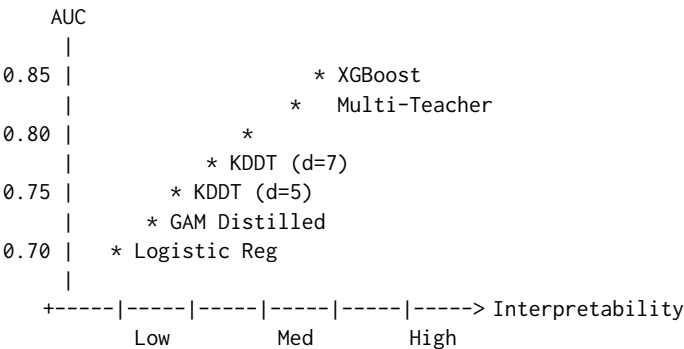 AUC
     |
0.85 |                    * XGBoost
     |                  *   Multi-Teacher
0.80 |              *
     |           * KDDT (d=7)
0.75 |        * KDDT (d=5)
     |      * GAM Distilled
0.70 |   * Logistic Reg
     |
   +-----|-----|-----|-----|-----|-----> Interpretability
          Low         Med        High